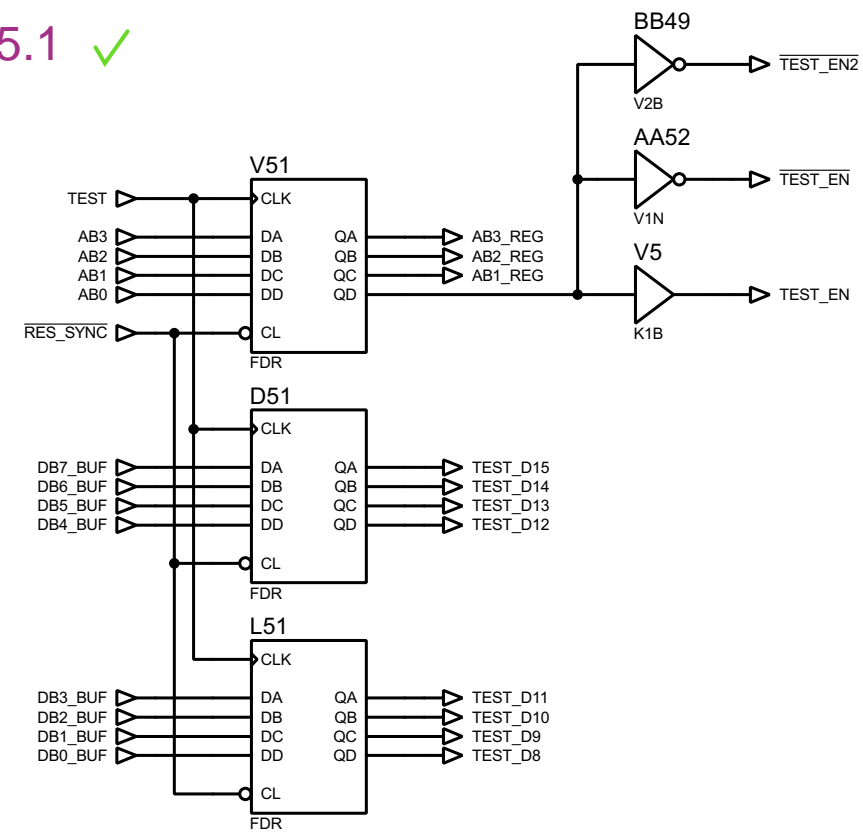 5.1
BB49
TEST_EN2
V2B
AA52
TEST_EN
V1N
V5
TEST_EN
K1B
V51
TEST CLK
AB3 DA QA AB3_REG
AB2 DB QB AB2_REG
AB1 DC QC AB1_REG
AB0 DD QD
RES_SYNC CL
FDR
D51
CLK
DB7_BUF DA QA TEST_D15
DB6_BUF DB QB TEST_D14
DB5_BUF DC QC TEST_D13
DB4_BUF DD QD TEST_D12
CL
FDR
L51
CLK
DB3_BUF DA QA TEST_D11
DB2_BUF DB QB TEST_D10
DB1_BUF DC QC TEST_D9
DB0_BUF DD QD TEST_D8
CL
FDR